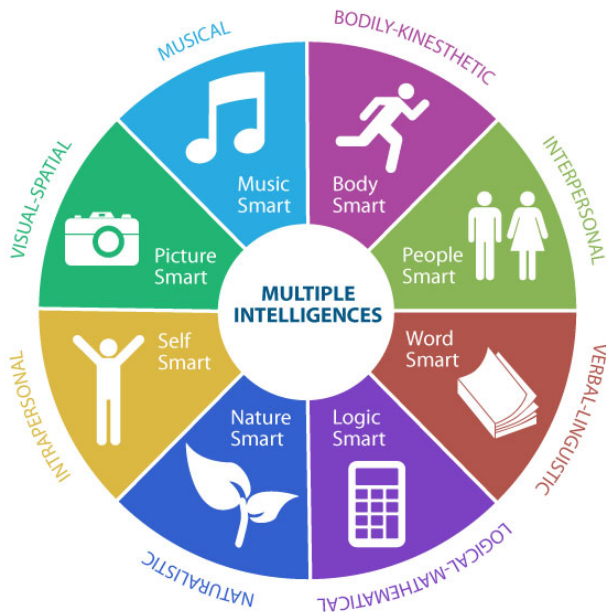 MUSICAL
BODILY-KINESTHETIC
INTERPERSONAL
VERBAL-LINGUISTIC
LOGICAL-MATHEMATICAL
NATURALISTIC
INTRAPERSONAL
VISUAL-SPATIAL
Music
Smart
Body
Smart
People
Smart
Word
Smart
Logic
Smart
Nature
Smart
Self
Smart
Picture
Smart
MULTIPLE
INTELLIGENCES